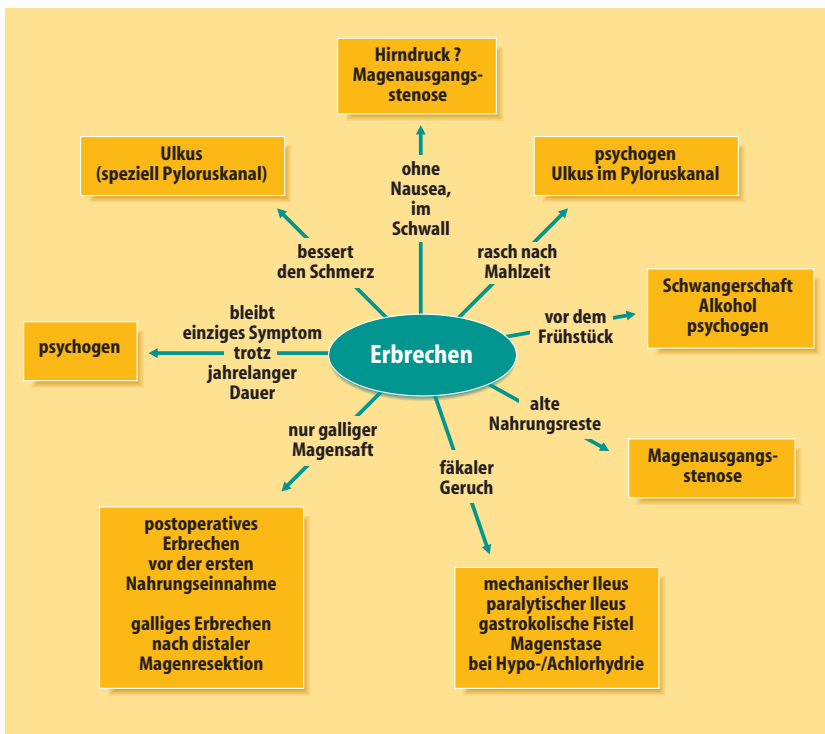 Hirndruck ?
Magenausgangs-
stenose
Ulkus
(speziell Pyloruskanal)
psychogen
Ulkus im Pyloruskanal
ohne
Nausea,
im
Schwall
bessert
den Schmerz
rasch nach
Mahlzeit
Schwangerschaft
Alkohol
psychogen
vor dem
Frühstück
bleibt
einziges Symptom
trotz
jahrelanger
Dauer
psychogen
Erbrechen
alte
Nahrungsreste
nur galliger
Magensaft
fäkaler
Geruch
Magenausgangs-
stenose
postoperatives
Erbrechen
vor der ersten
Nahrungseinnahme
galliges Erbrechen
nach distaler
Magenresektion
mechanischer Ileus
paralytischer Ileus
gastrokolische Fistel
Magenstase
bei Hypo-/Achlorhydrie